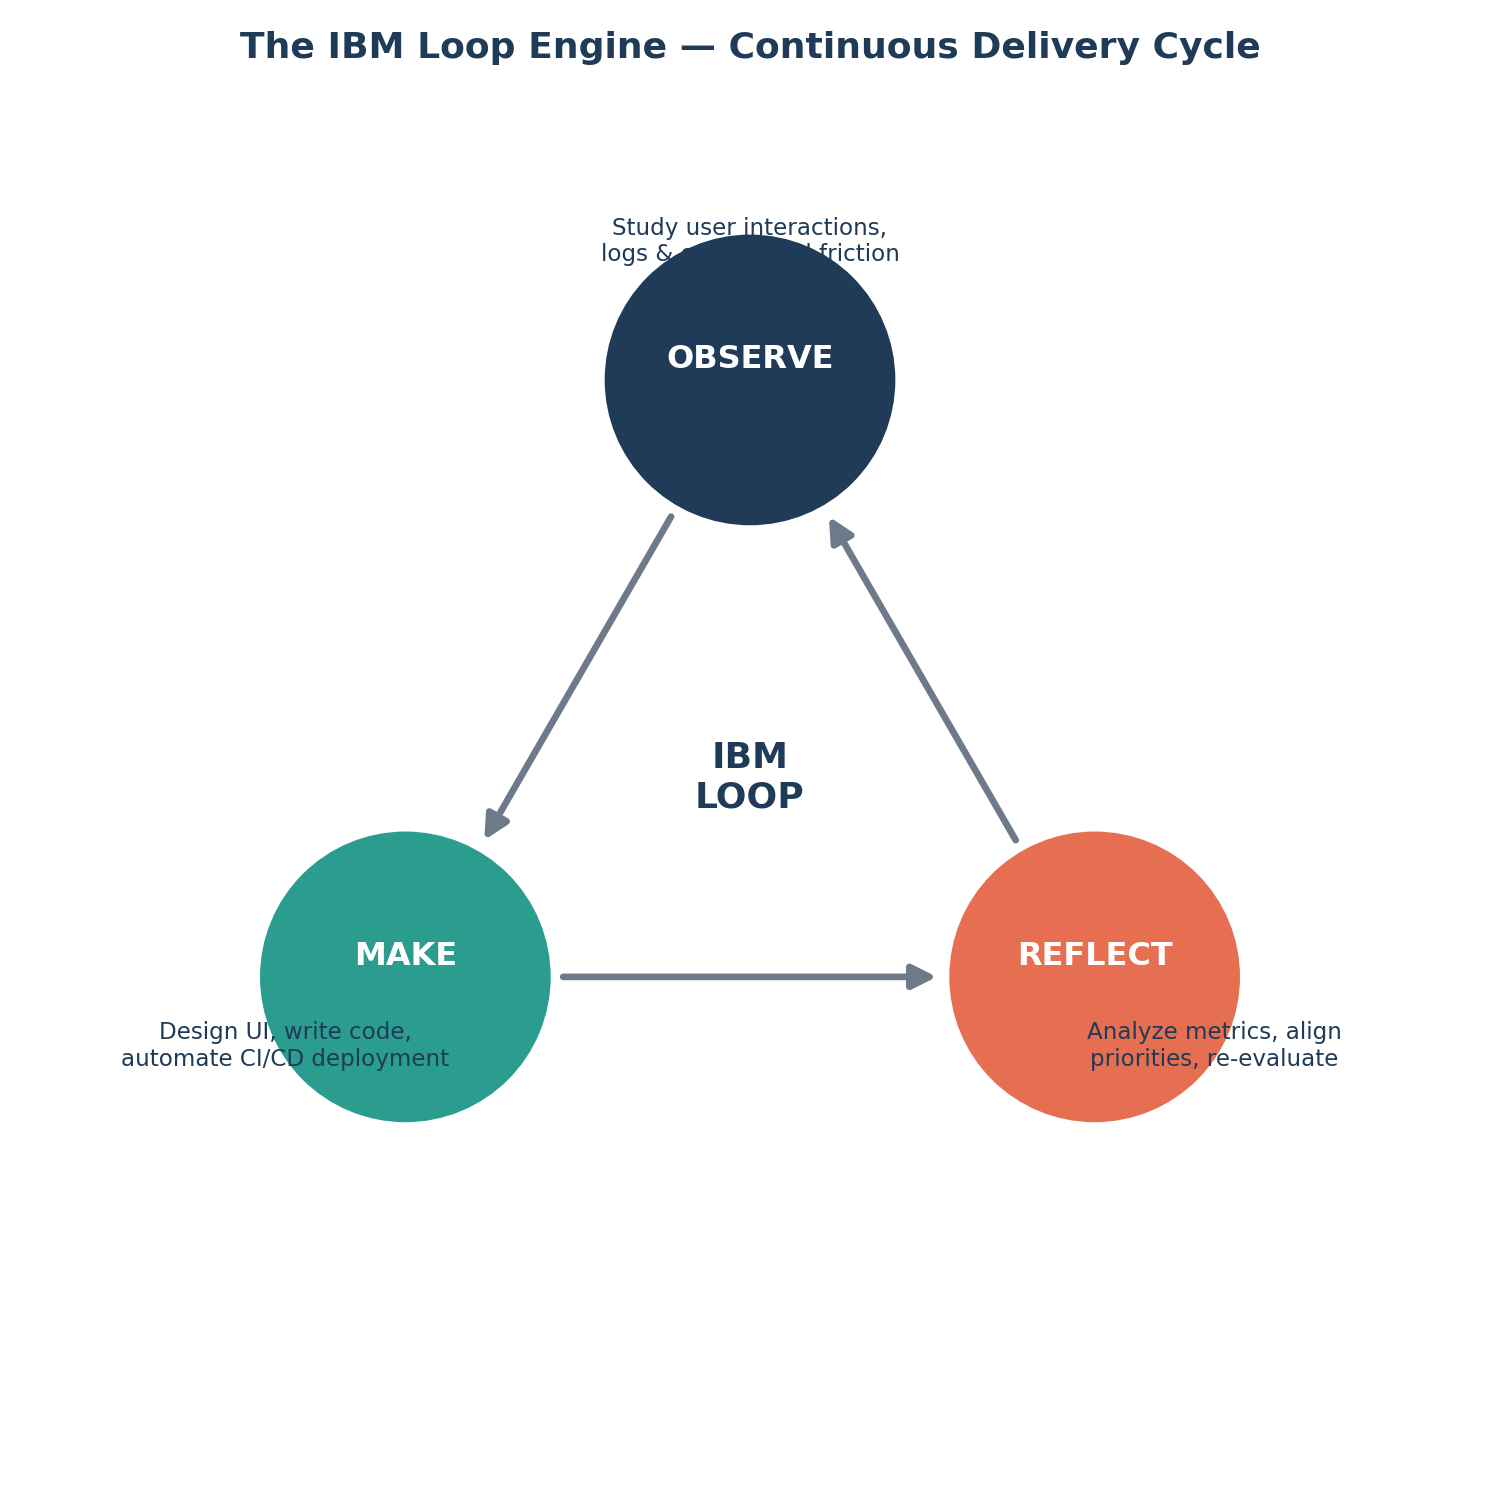 The IBM Loop Engine — Continuous Delivery Cycle
Study user interactions,
logs & friction
OBSERVE
IBM
LOOP
MAKE
REFLECT
Design UI, write code,
automate CI/CD deployment
Analyze metrics, align
priorities, re-evaluate